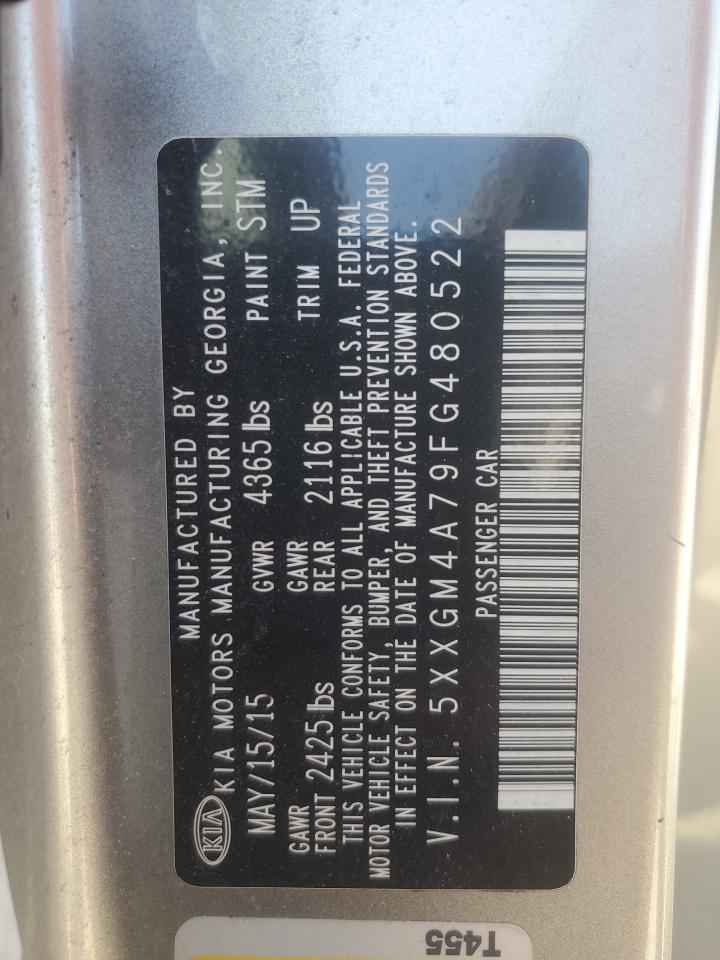 MANUFACTURED BY
KIA KIA MOTORS MANUFACTURING GEORGIA, INC.
MAY/15/15 GVWR 4365 lbs PAINT STM
GAWR GAWR
FRONT 2425 lbs REAR 2116 lbs TRIM UP
THIS VEHICLE CONFORMS TO ALL APPLICABLE U.S.A. FEDERAL
MOTOR VEHICLE SAFETY, BUMPER, AND THEFT PREVENTION STANDARDS
IN EFFECT ON THE DATE OF MANUFACTURE SHOWN ABOVE.
V.I.N. 5XXGM4A79FG480522
PASSENGER CAR
T455